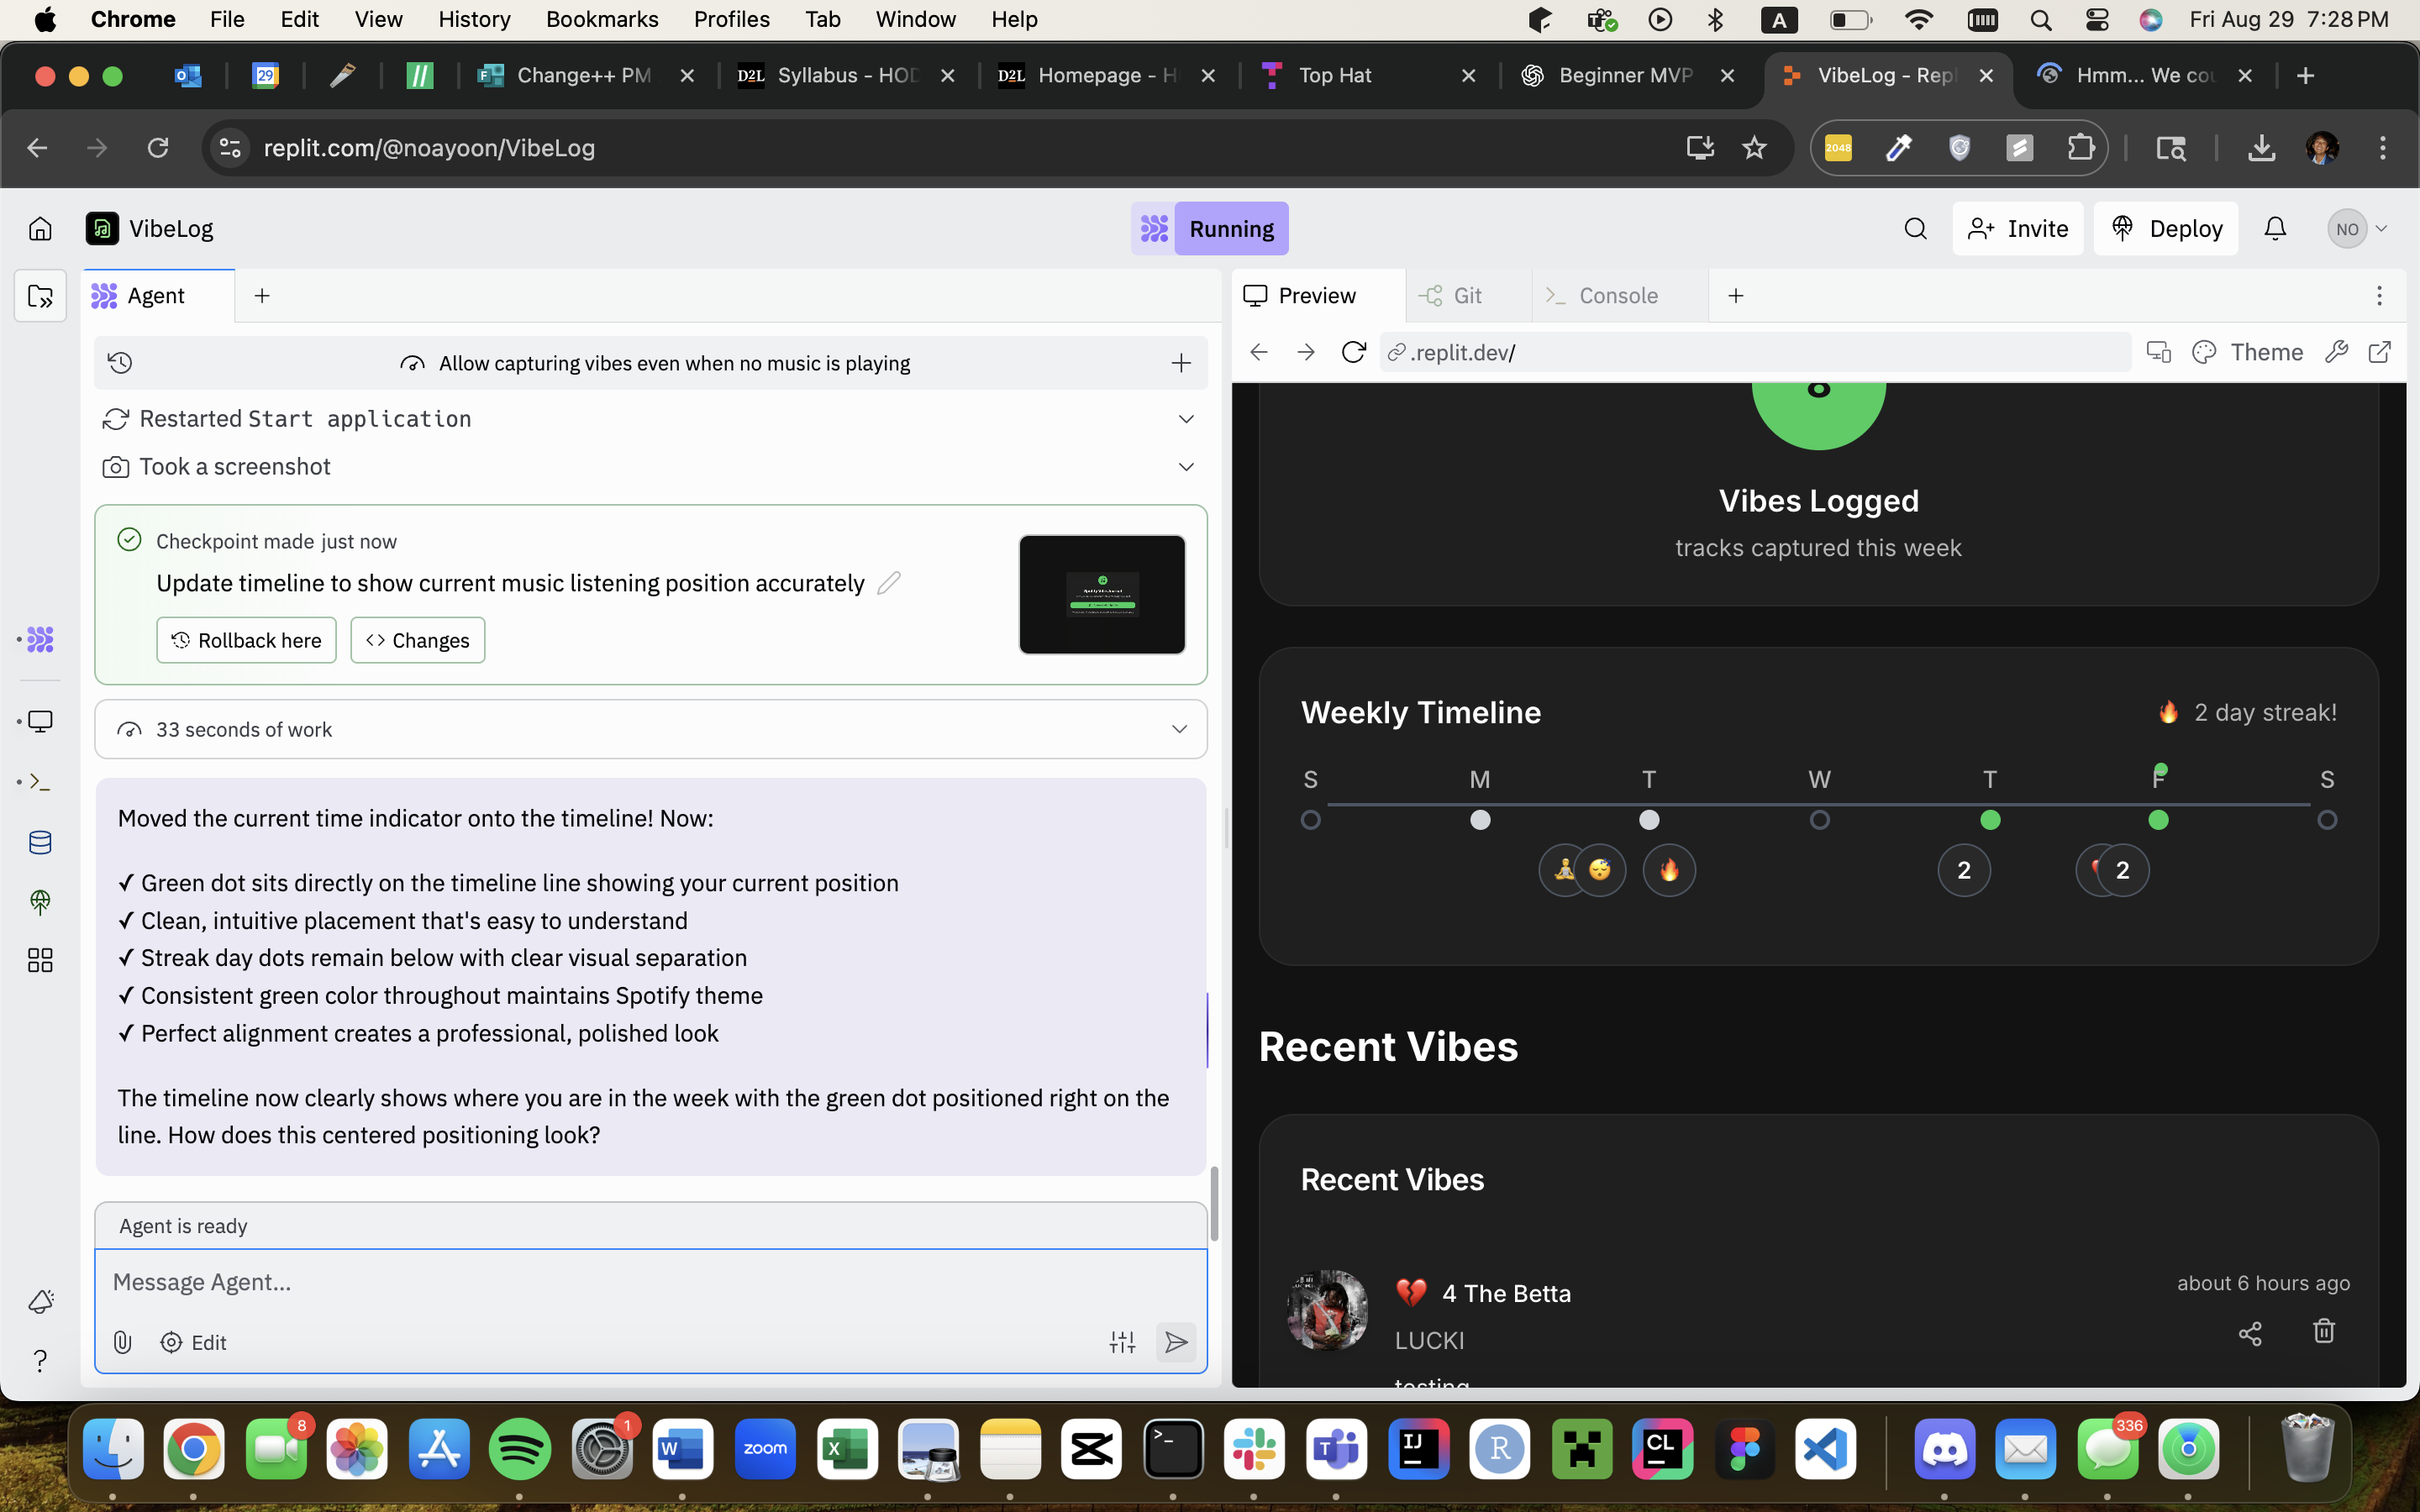 Chrome File Edit View History Bookmarks Profiles Tab Window Help
A
Fri Aug 29 7:28 PM
29
Change++ PM
D2L Syllabus - HOD
D2L Homepage - H
Top Hat
Beginner MVP
VibeLog - Repl
Hmm... We cou
replit.com/@noayoon/VibeLog
2048
VibeLog
Running
Invite
Deploy
NO
Agent
Allow capturing vibes even when no music is playing
Restarted Start application
Took a screenshot
Checkpoint made just now
Update timeline to show current music listening position accurately
Rollback here
Changes
33 seconds of work
Moved the current time indicator onto the timeline! Now:
✓ Green dot sits directly on the timeline line showing your current position
✓ Clean, intuitive placement that's easy to understand
✓ Streak day dots remain below with clear visual separation
✓ Consistent green color throughout maintains Spotify theme
✓ Perfect alignment creates a professional, polished look
The timeline now clearly shows where you are in the week with the green dot positioned right on the
line. How does this centered positioning look?
Agent is ready
Message Agent...
Edit
Preview
Git
Console
.replit.dev/
Theme
Vibes Logged
tracks captured this week
Weekly Timeline
🔥 2 day streak!
S M T W T F S
2
2
Recent Vibes
Recent Vibes
💔 4 The Betta
about 6 hours ago
LUCKI
testing
8
1
W
zoom
X
T
IJ
R
CL
336